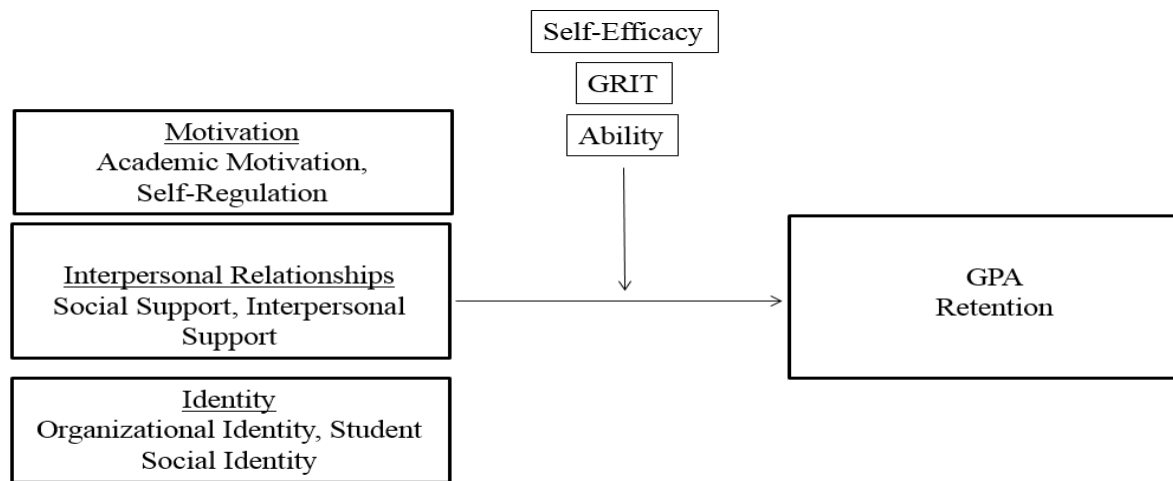 Self-Efficacy
GRIT
Ability
Motivation
Academic Motivation,
Self-Regulation
Interpersonal Relationships
Social Support, Interpersonal
Support
Identity
Organizational Identity, Student
Social Identity
GPA
Retention